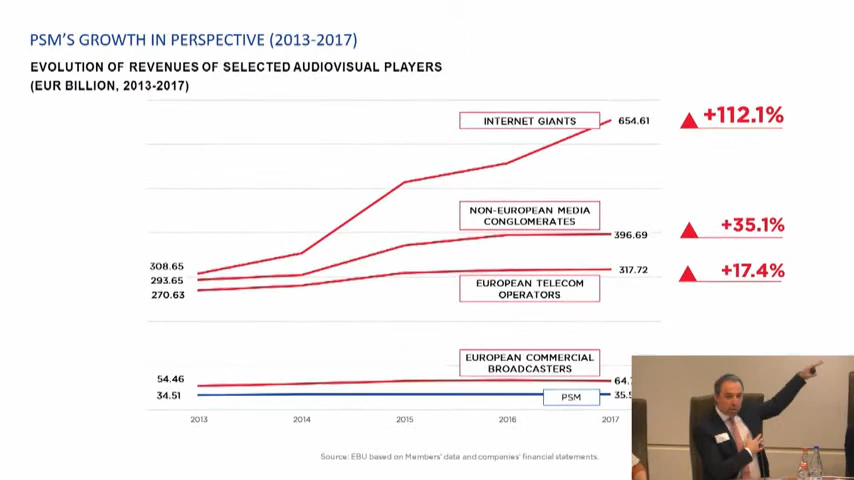 PSM'S GROWTH IN PERSPECTIVE (2013-2017)
EVOLUTION OF REVENUES OF SELECTED AUDIOVISUAL PLAYERS
(EUR BILLION, 2013-2017)
INTERNET GIANTS
654.61
+112.1%
NON-EUROPEAN MEDIA
CONGLOMERATES
396.69
+35.1%
308.65
293.65
270.63
317.72
+17.4%
EUROPEAN TELECOM
OPERATORS
EUROPEAN COMMERCIAL
BROADCASTERS
54.46
34.51
PSM
2013
2014
2015
2016
2017
Source: EBU based on Members' data and companies' financial statements.